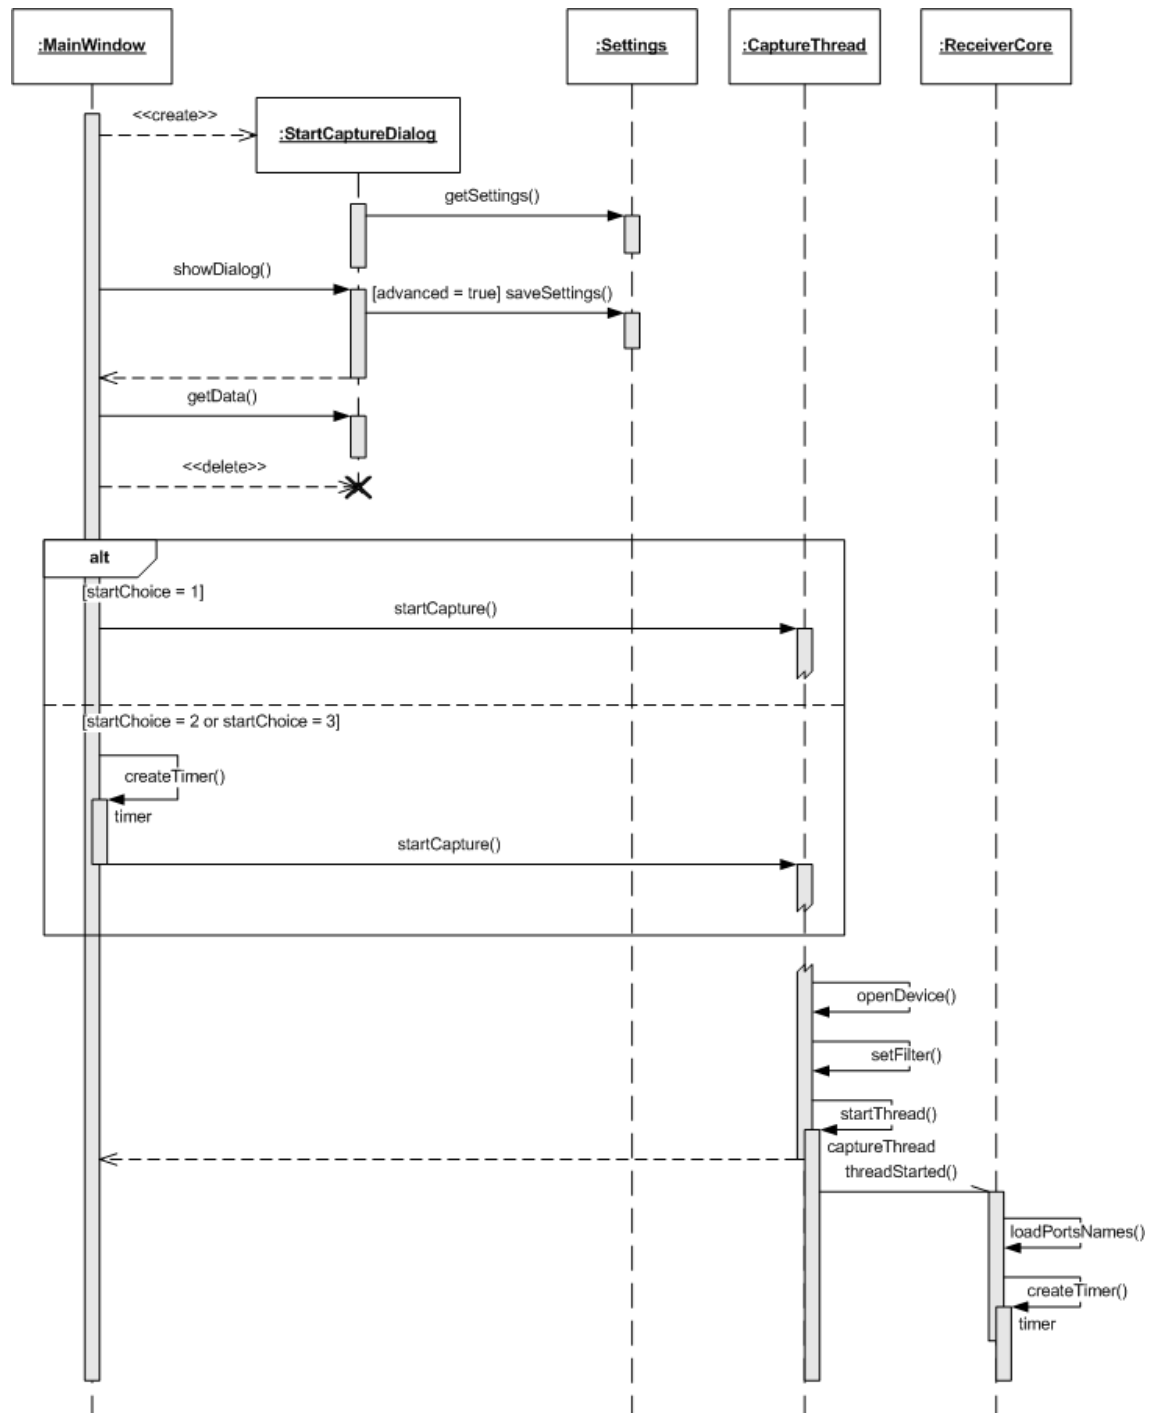 :MainWindow
:Settings
:CaptureThread
:ReceiverCore
<<create>>
:StartCaptureDialog
getSettings()
showDialog()
[advanced = true] saveSettings()
getData()
<<delete>>
alt
[startChoice = 1]
startCapture()
[startChoice = 2 or startChoice = 3]
createTimer()
timer
startCapture()
openDevice()
setFilter()
startThread()
captureThread
threadStarted()
loadPortsNames()
createTimer()
timer